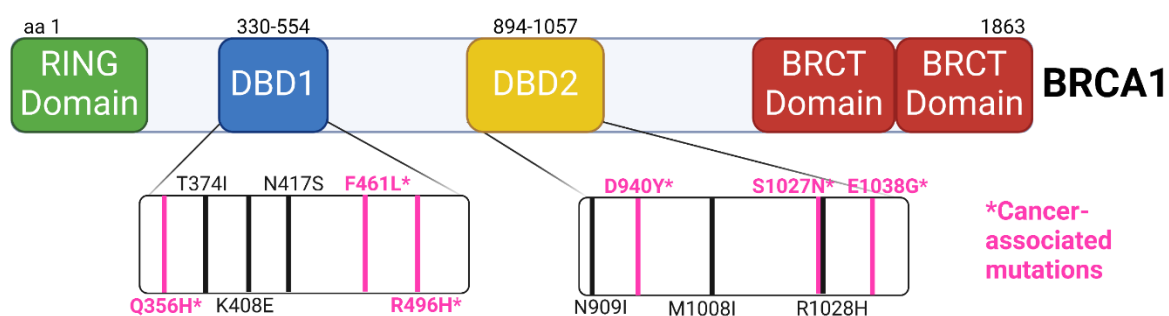 aa 1 330-554 894-1057 1863
RING Domain DBD1 DBD2 BRCT Domain BRCT Domain BRCA1
T374I N417S F461L* D940Y* S1027N* E1038G*
*Cancer-
associated
mutations
Q356H* K408E R496H* N909I M1008I R1028H